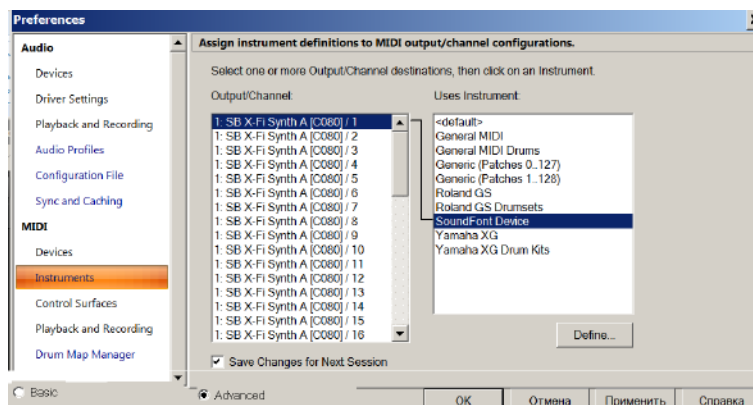 Preferences
Audio
Devices
Driver Settings
Playback and Recording
Audio Profiles
Configuration File
Sync and Caching
MIDI
Devices
Instruments
Control Surfaces
Playback and Recording
Drum Map Manager
Basic
Advanced
Assign instrument definitions to MIDI output/channel configurations.
Select one or more Output/Channel destinations, then click on an Instrument.
Output/Channel:
1: SB X-Fi Synth A [C080] / 1
1: SB X-Fi Synth A [C080] / 2
1: SB X-Fi Synth A [C080] / 3
1: SB X-Fi Synth A [C080] / 4
1: SB X-Fi Synth A [C080] / 5
1: SB X-Fi Synth A [C080] / 6
1: SB X-Fi Synth A [C080] / 7
1: SB X-Fi Synth A [C080] / 8
1: SB X-Fi Synth A [C080] / 9
1: SB X-Fi Synth A [C080] / 10
1: SB X-Fi Synth A [C080] / 11
1: SB X-Fi Synth A [C080] / 12
1: SB X-Fi Synth A [C080] / 13
1: SB X-Fi Synth A [C080] / 14
1: SB X-Fi Synth A [C080] / 15
1: SB X-Fi Synth A [C080] / 16
Uses Instrument:
<default>
General MIDI
General MIDI Drums
Generic (Patches 0..127)
Generic (Patches 1..128)
Roland GS
Roland GS Drumsets
SoundFont Device
Yamaha XG
Yamaha XG Drum Kits
Define...
Save Changes for Next Session
OK
Отмена
Применить
Справка